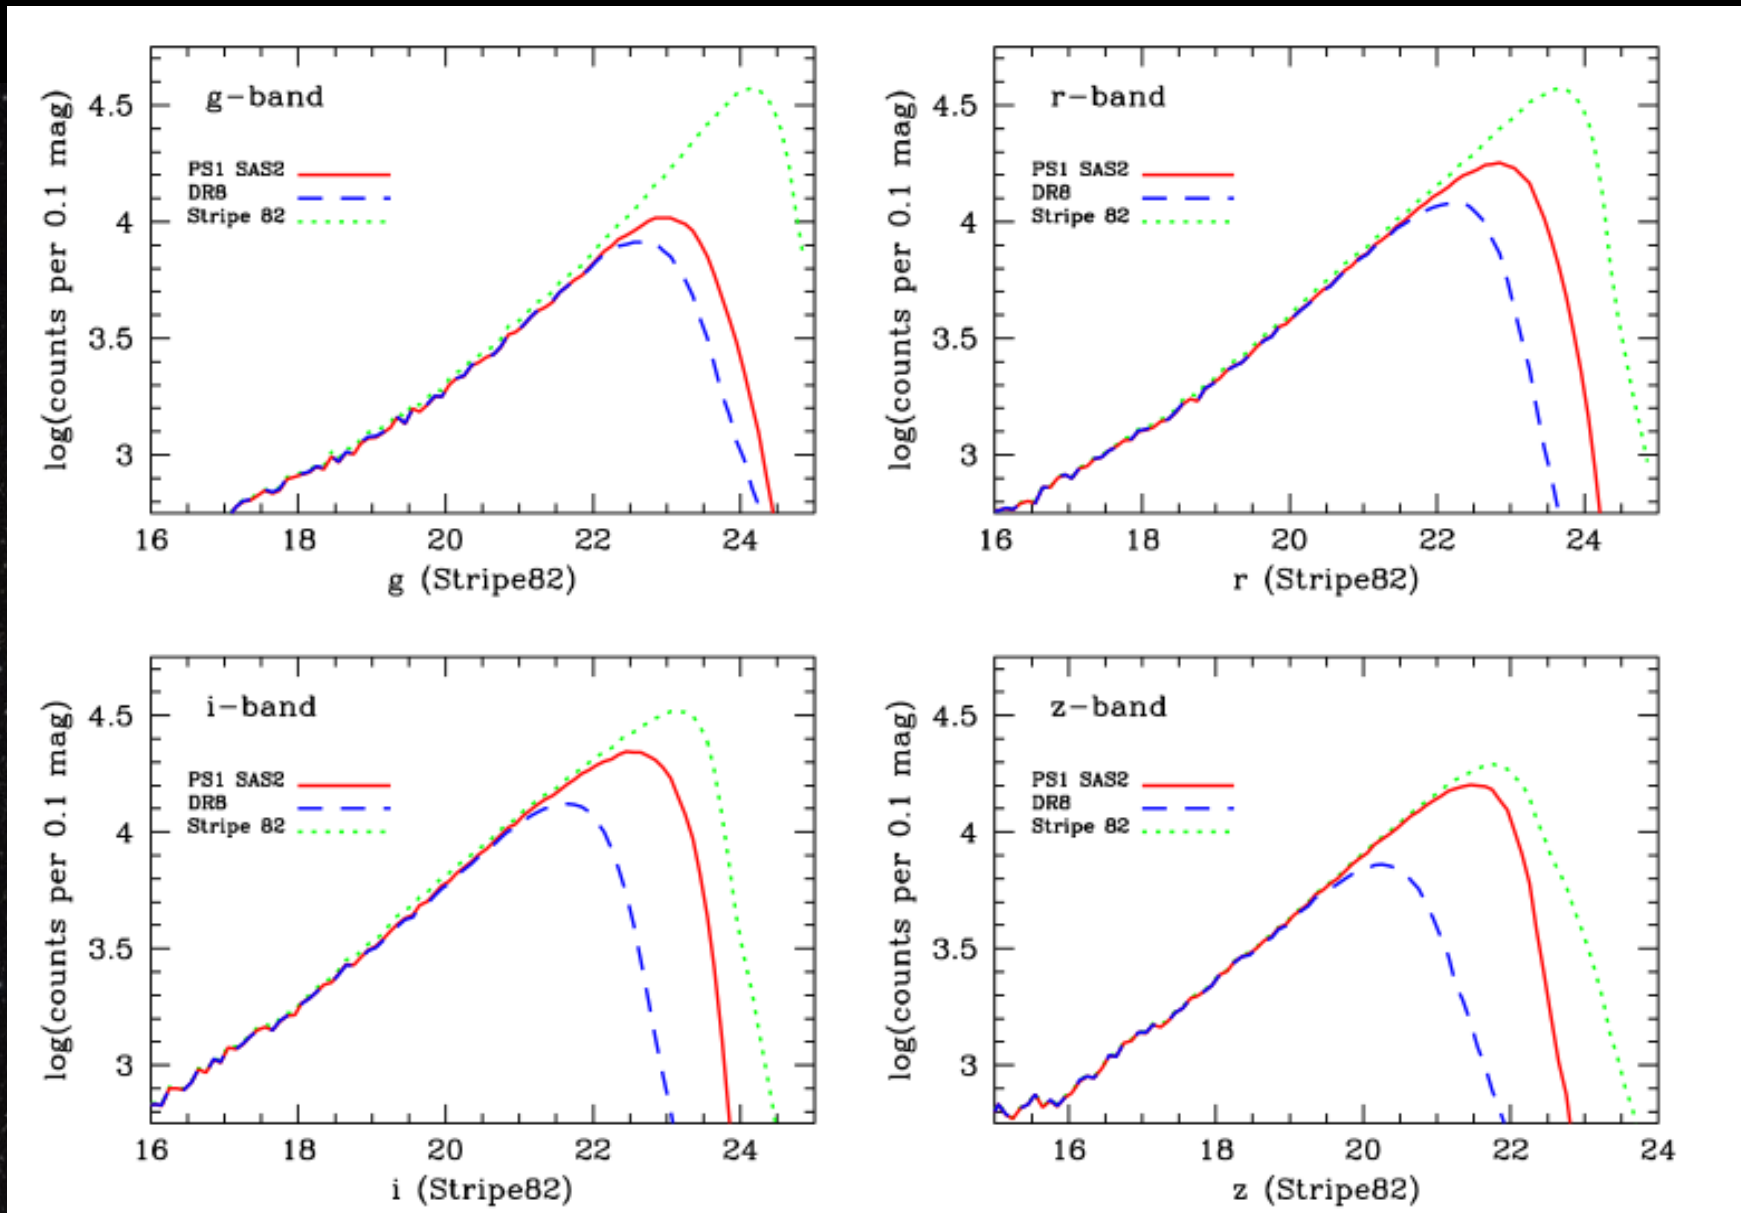 g-band
PS1 SAS2
DR8
Stripe 82
log(counts per 0.1 mag)
4.5
4
3.5
3
16 18 20 22 24
g (Stripe82)
r-band
PS1 SAS2
DR8
Stripe 82
log(counts per 0.1 mag)
4.5
4
3.5
3
16 18 20 22 24
r (Stripe82)
i-band
PS1 SAS2
DR8
Stripe 82
log(counts per 0.1 mag)
4.5
4
3.5
3
16 18 20 22 24
i (Stripe82)
z-band
PS1 SAS2
DR8
Stripe 82
log(counts per 0.1 mag)
4.5
4
3.5
3
16 18 20 22 24
z (Stripe82)